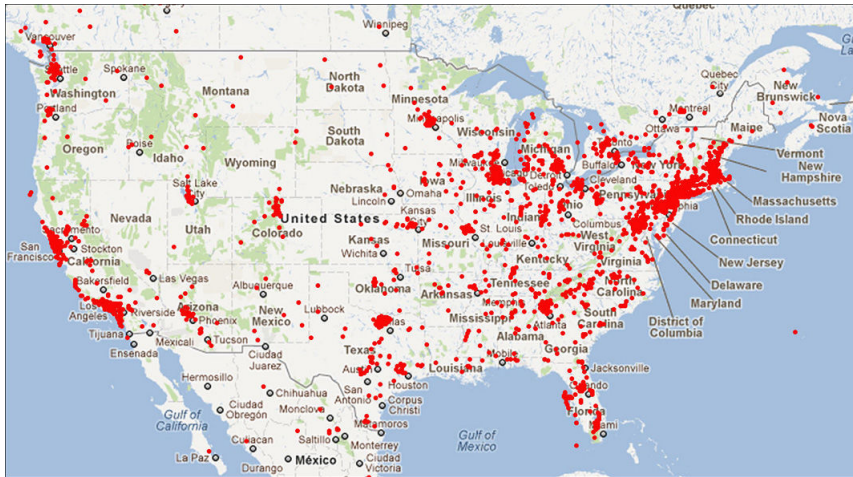 Quebec
Winnipeg
Vancouver
Seattle
Spokane
Washington
Portland
Montana
North
Dakota
Minnesota
Minneapolis
Quebec
City
New
Brunswick
Montreal
Ottawa
Maine
Nova
Scotia
Oregon
Boise
Idaho
Wyoming
South
Dakota
Wisconsin
Michigan
Milwaukee
Detroit
Toledo
Buffalo
Cleveland
Vermont
New
Hampshire
Massachusetts
Rhode Island
Connecticut
New Jersey
Delaware
Maryland
District of
Columbia
Salt Lake
City
Nebraska
Lincoln
Omaha
Iowa
Illinois
Columbus
Nevada
Utah
Colorado
United States
Kansas
City
Kansas
Wichita
Missouri
St. Louis
Louisville
West
Virginia
Virginia
Kentucky
Sacramento
Stockton
San
Francisco
California
Las Vegas
Bakersfield
Los
Angeles
Riverside
Arizona
Phoenix
Tucson
Albuquerque
New
Mexico
Lubbock
Oklahoma
Tulsa
Arkansas
Tennessee
Memphis
North
Carolina
South
Carolina
Mississippi
Alabama
Atlanta
Georgia
Tijuana
Mexicali
Ensenada
Ciudad
Juarez
Texas
Austin
San
Antonio
Houston
Louisiana
Mobile
Jacksonville
Orlando
Florida
Miami
Corpus
Christi
Hermosillo
Chihuahua
Ciudad
Obregón
Monclova
Matamoros
Gulf of
California
Gulf of
Mexico
Culiacan
Saltillo
Monterrey
La Paz
Durango
México
Ciudad
Victoria